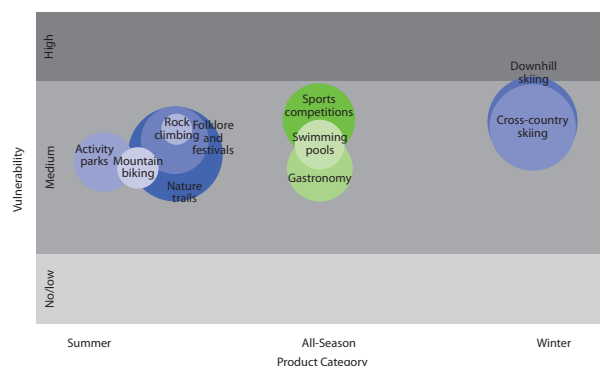 High
Medium
No/low
Vulnerability
Downhill
skiing
Cross-country
skiing
Sports
competitions
Swimming
pools
Gastronomy
Rock
climbing
Folklore
and
festivals
Activity
parks
Mountain
biking
Nature
trails
Summer
All-Season
Winter
Product Category